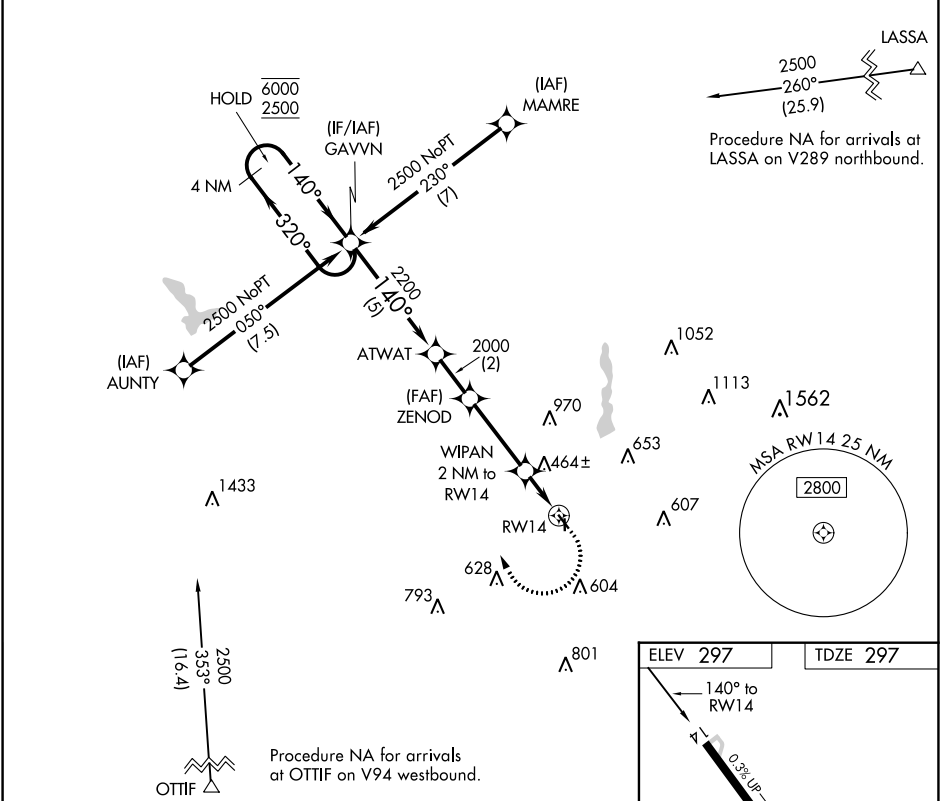 LASSA
2500
260°
(25.9)
Procedure NA for arrivals at
LASSA on V289 northbound.
HOLD
6000
2500
(IF/IAF)
GAVVN
(IAF)
MAMRE
4 NM
140°
320°
2500 NoPT
230°
(7)
2500 NoPT
050°
(7.5)
(IAF)
AUNTY
2200
140°
(5)
ATWAT
2000
(2)
(FAF)
ZENOD
WIPAN
2 NM to
RW14
RW14
1052
1113
1562
970
464±
653
607
1433
628
604
793
801
MSA RW14 25 NM
2800
2500
353°
(16.4)
OTTIF
Procedure NA for arrivals
at OTTIF on V94 westbound.
ELEV 297
TDZE 297
140° to
RW14
14
0.3% UP